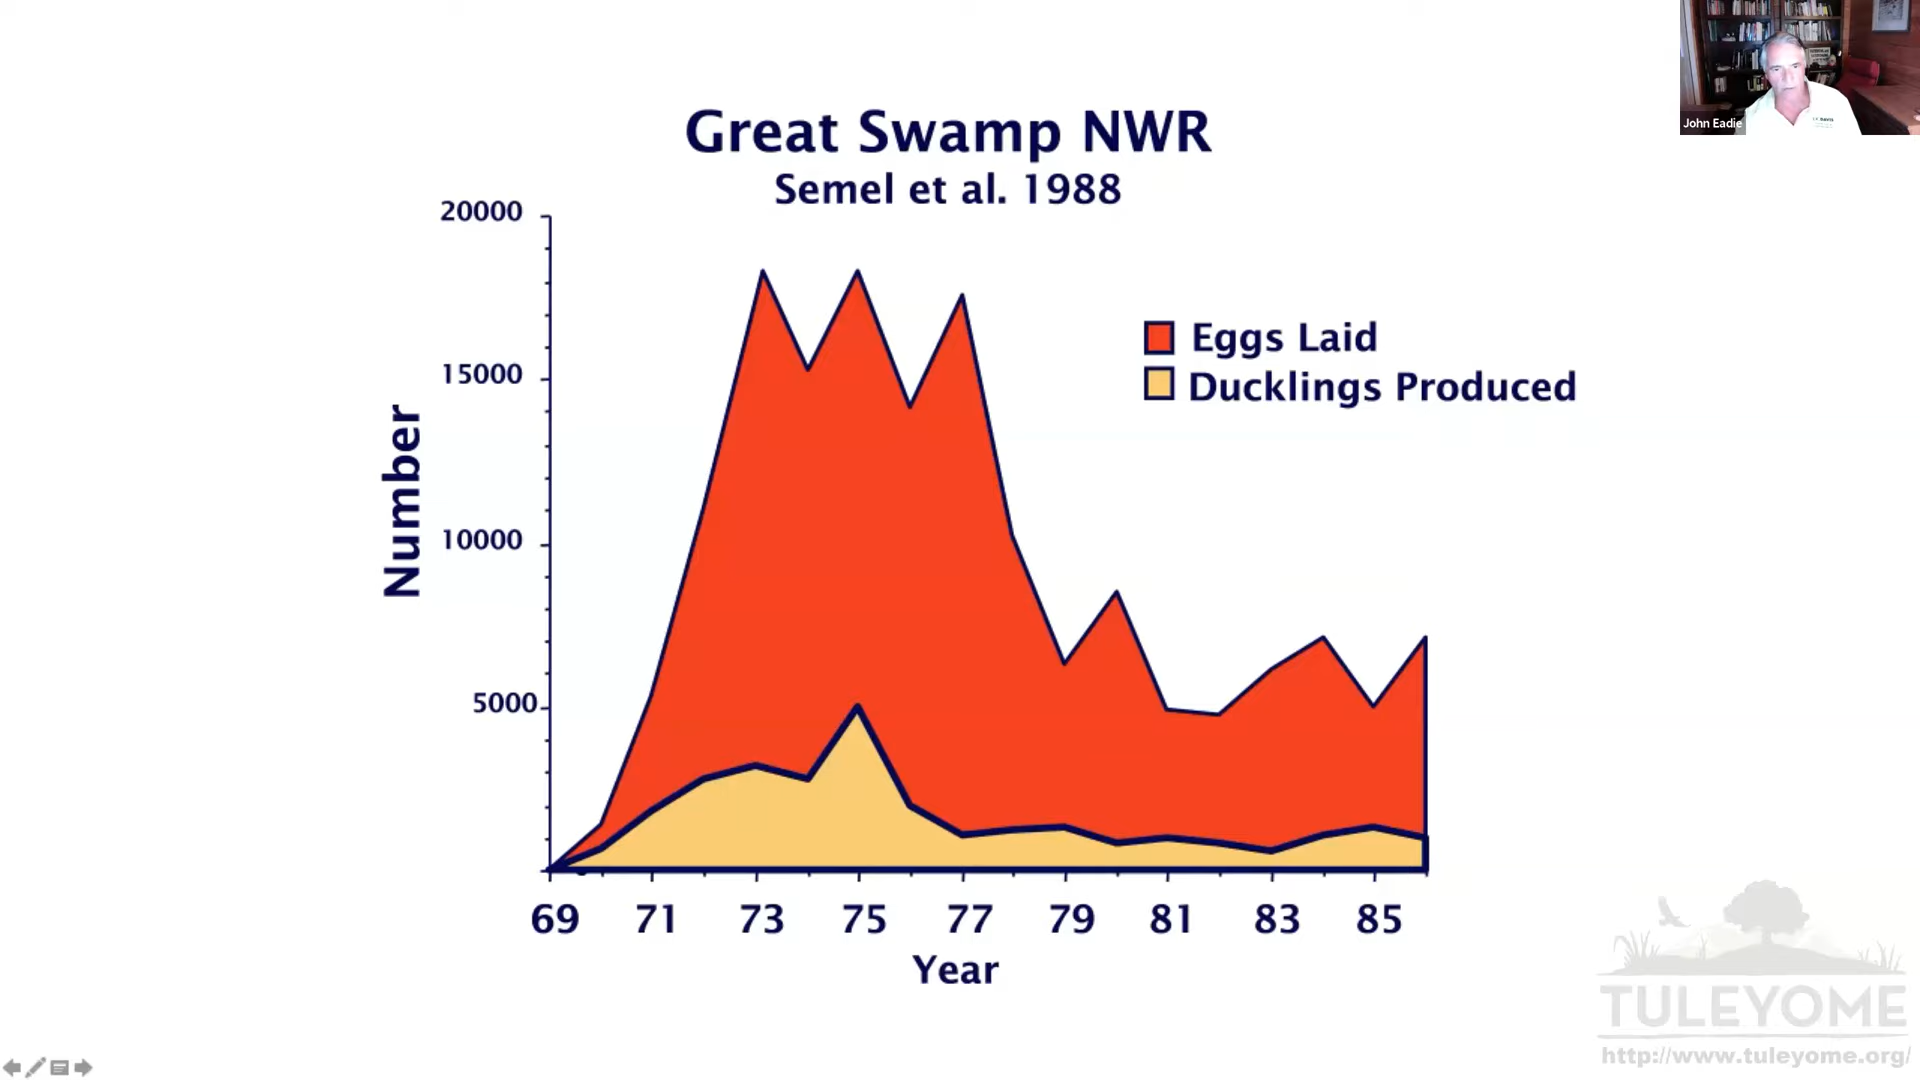 John Eadie
Great Swamp NWR
Semel et al. 1988
20000
15000
10000
5000
Number
Eggs Laid
Ducklings Produced
69 71 73 75 77 79 81 83 85
Year
TULEYOME
http://www.tuleyome.org/